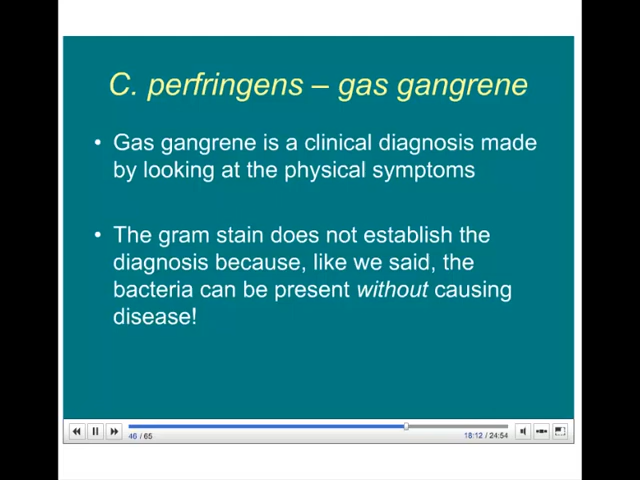 C. perfringens – gas gangrene
• Gas gangrene is a clinical diagnosis made
by looking at the physical symptoms
• The gram stain does not establish the
diagnosis because, like we said, the
bacteria can be present without causing
disease!
46 / 65
18:12 / 24:54